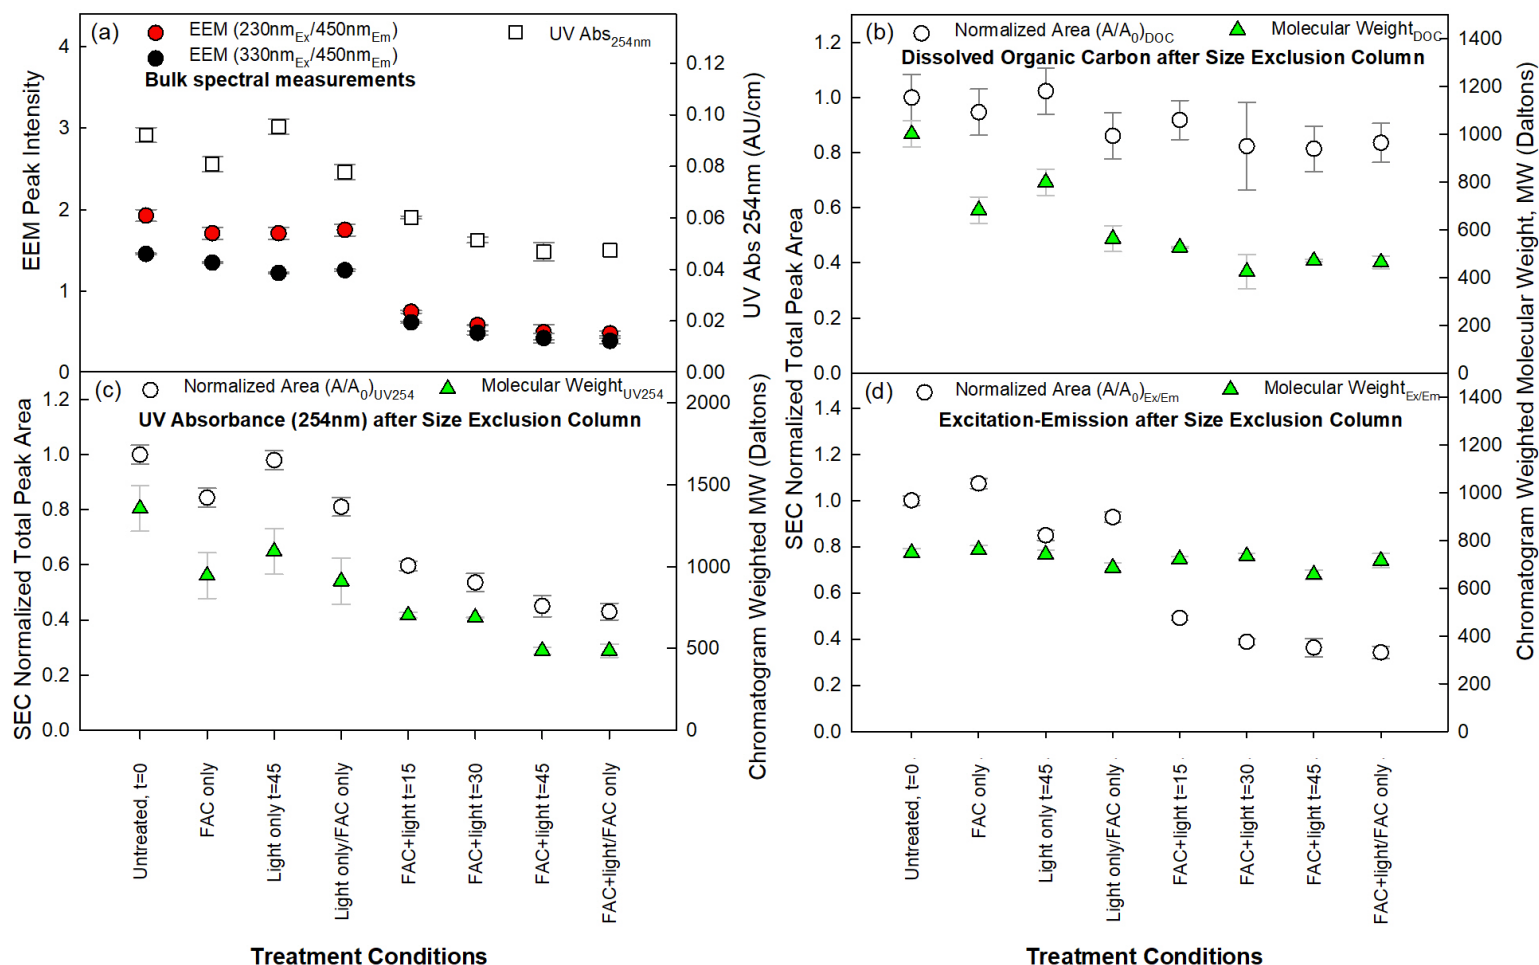 (a)
EEM (230nmEx/450nmEm)
EEM (330nmEx/450nmEm)
UV Abs254nm
Bulk spectral measurements
EEM Peak Intensity
4
3
2
1
0
UV Abs 254nm (AU/cm)
0.12
0.10
0.08
0.06
0.04
0.02
0.00
(b)
Normalized Area (A/A0)DOC
Molecular WeightDOC
Dissolved Organic Carbon after Size Exclusion Column
SEC Normalized Total Peak Area
1.2
1.0
0.8
0.6
0.4
0.2
0.0
Chromatogram Weighted Molecular Weight, MW (Daltons)
1400
1200
1000
800
600
400
200
0
(c)
Normalized Area (A/A0)UV254
Molecular WeightUV254
UV Absorbance (254nm) after Size Exclusion Column
SEC Normalized Total Peak Area
1.2
1.0
0.8
0.6
0.4
0.2
0.0
Chromatogram Weighted MW (Daltons)
2000
1500
1000
500
0
(d)
Normalized Area (A/A0)Ex/Em
Molecular WeightEx/Em
Excitation-Emission after Size Exclusion Column
1.4
1.2
1.0
0.8
0.6
0.4
0.2
0.0
1400
1200
1000
800
600
400
200
0
Untreated, t=0
FAC only
Light only t=45
Light only/FAC only
FAC+light t=15
FAC+light t=30
FAC+light t=45
FAC+light/FAC only
Treatment Conditions
Untreated, t=0
FAC only
Light only t=45
Light only/FAC only
FAC+light t=15
FAC+light t=30
FAC+light t=45
FAC+light/FAC only
Treatment Conditions